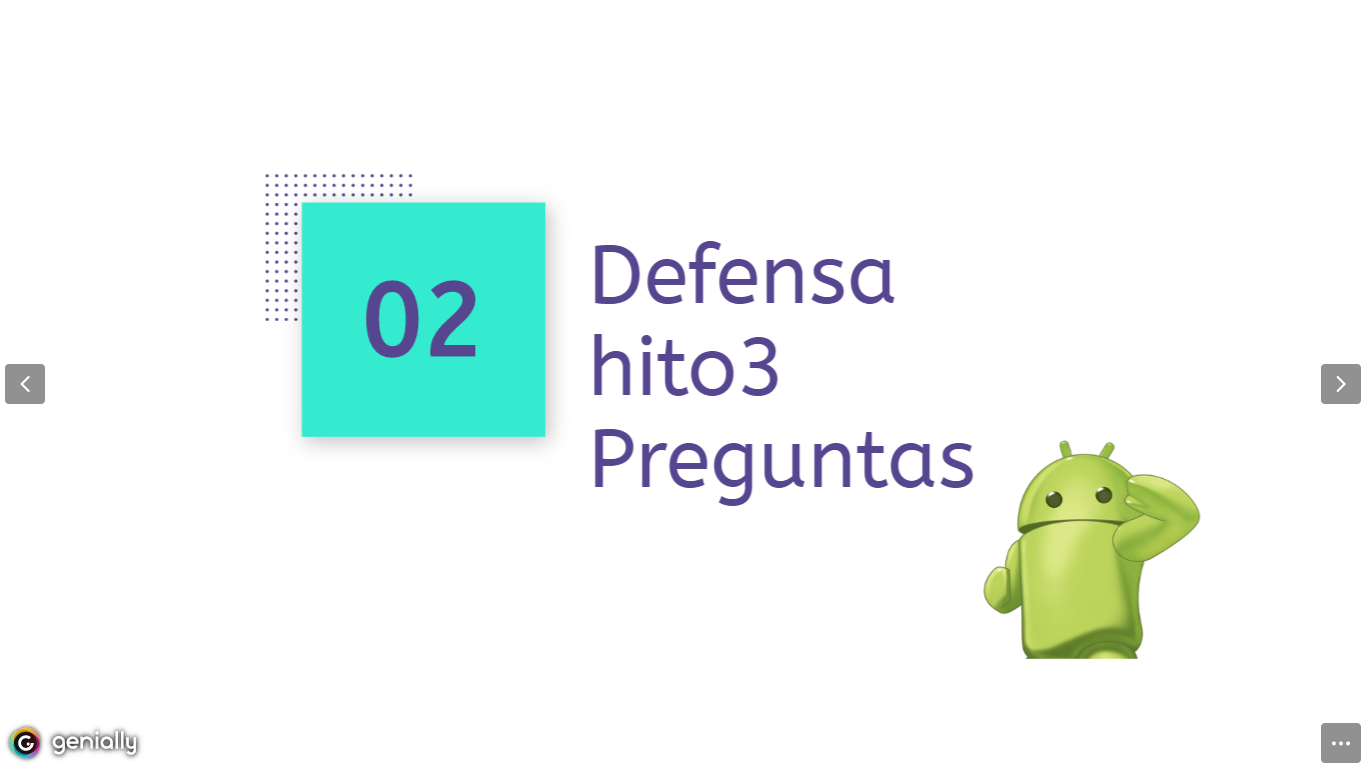 02
Defensa
hito3
Preguntas
genially